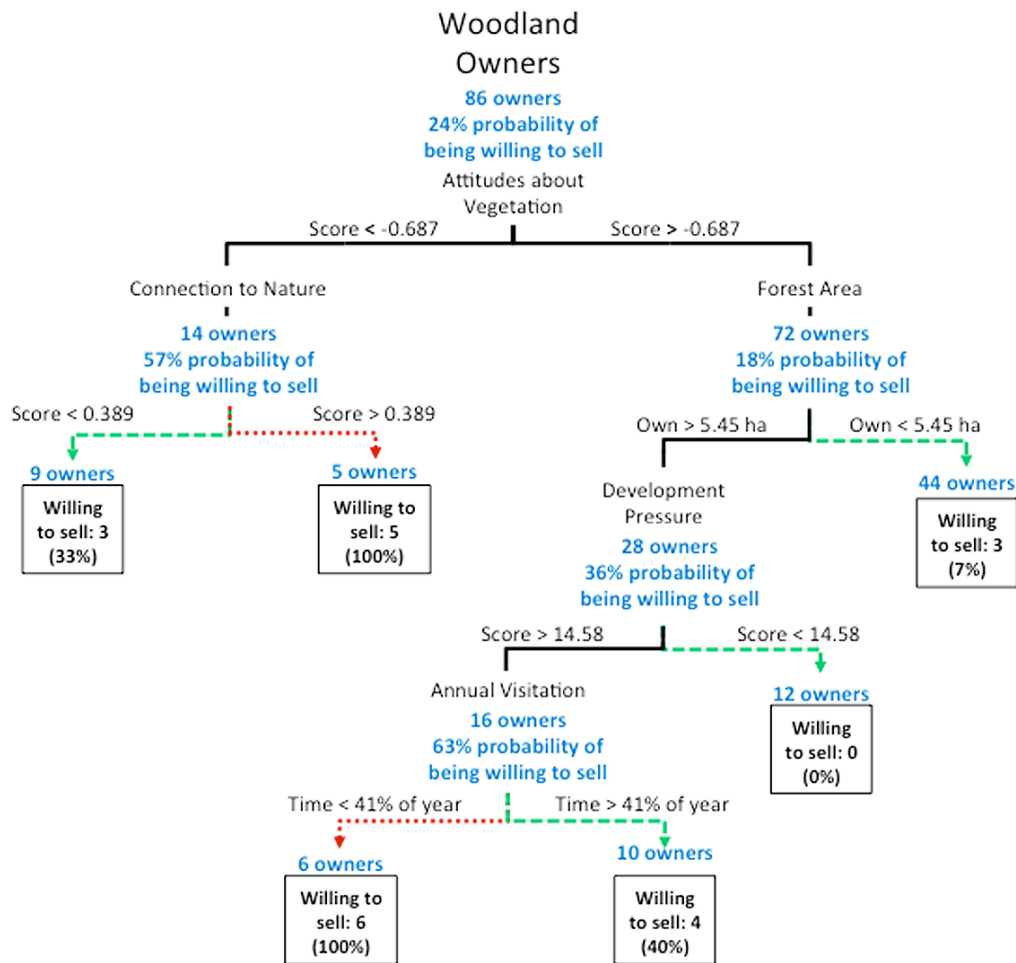 Woodland
Owners
86 owners
24% probability of
being willing to sell
Attitudes about
Vegetation
Score < -0.687
Score > -0.687
Connection to Nature
14 owners
57% probability of
being willing to sell
Forest Area
72 owners
18% probability of
being willing to sell
Score < 0.389
Score > 0.389
Own > 5.45 ha
Own < 5.45 ha
9 owners
Willing
to sell: 3
(33%)
5 owners
Willing to
sell: 5
(100%)
Development
Pressure
28 owners
36% probability of
being willing to sell
44 owners
Willing
to sell: 3
(7%)
Score > 14.58
Score < 14.58
Annual Visitation
16 owners
63% probability of
being willing to sell
12 owners
Willing
to sell: 0
(0%)
Time < 41% of year
Time > 41% of year
6 owners
Willing to
sell: 6
(100%)
10 owners
Willing
to sell: 4
(40%)